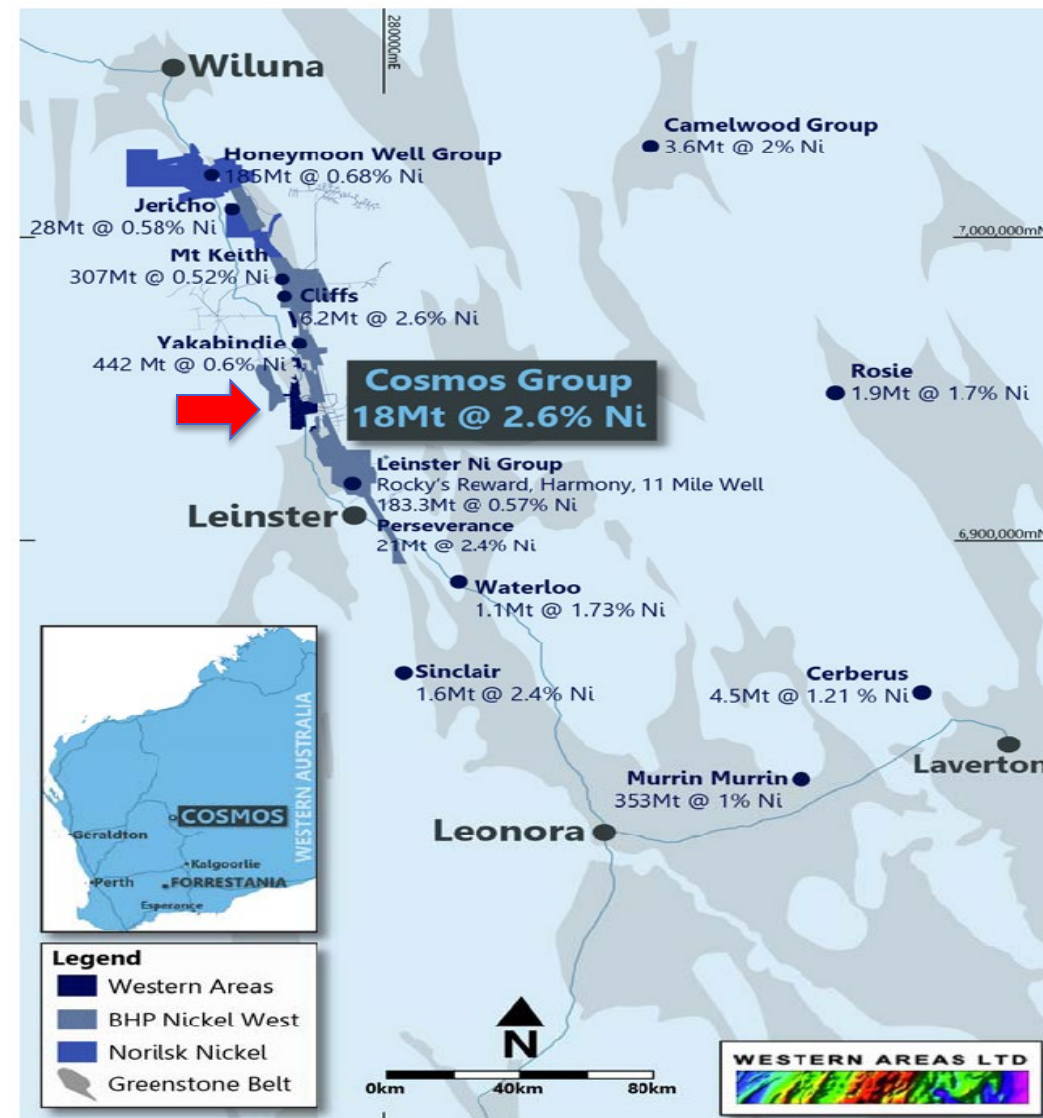 280000mE
Wiluna
Camelwood Group
3.6Mt @ 2% Ni
Honeymoon Well Group
185Mt @ 0.68% Ni
Jericho
28Mt @ 0.58% Ni
7,000,000mN
Mt Keith
307Mt @ 0.52% Ni
Cliffs
6.2Mt @ 2.6% Ni
Yakabindie
442 Mt @ 0.6% Ni
Cosmos Group
18Mt @ 2.6% Ni
Rosie
1.9Mt @ 1.7% Ni
Leinster Ni Group
Rocky's Reward, Harmony, 11 Mile Well
183.3Mt @ 0.57% Ni
Leinster
Perseverance
21Mt @ 2.4% Ni
6,900,000mN
Waterloo
1.1Mt @ 1.73% Ni
Sinclair
1.6Mt @ 2.4% Ni
Cerberus
4.5Mt @ 1.21 % Ni
Laverton
Murrin Murrin
353Mt @ 1% Ni
Leonora
WESTERN AUSTRALIA
COSMOS
Geraldton
Kalgoorlie
Perth
FORRESTANIA
Esperance
Legend
Western Areas
BHP Nickel West
Norilsk Nickel
Greenstone Belt
N
0km
40km
80km
WESTERN AREAS LTD